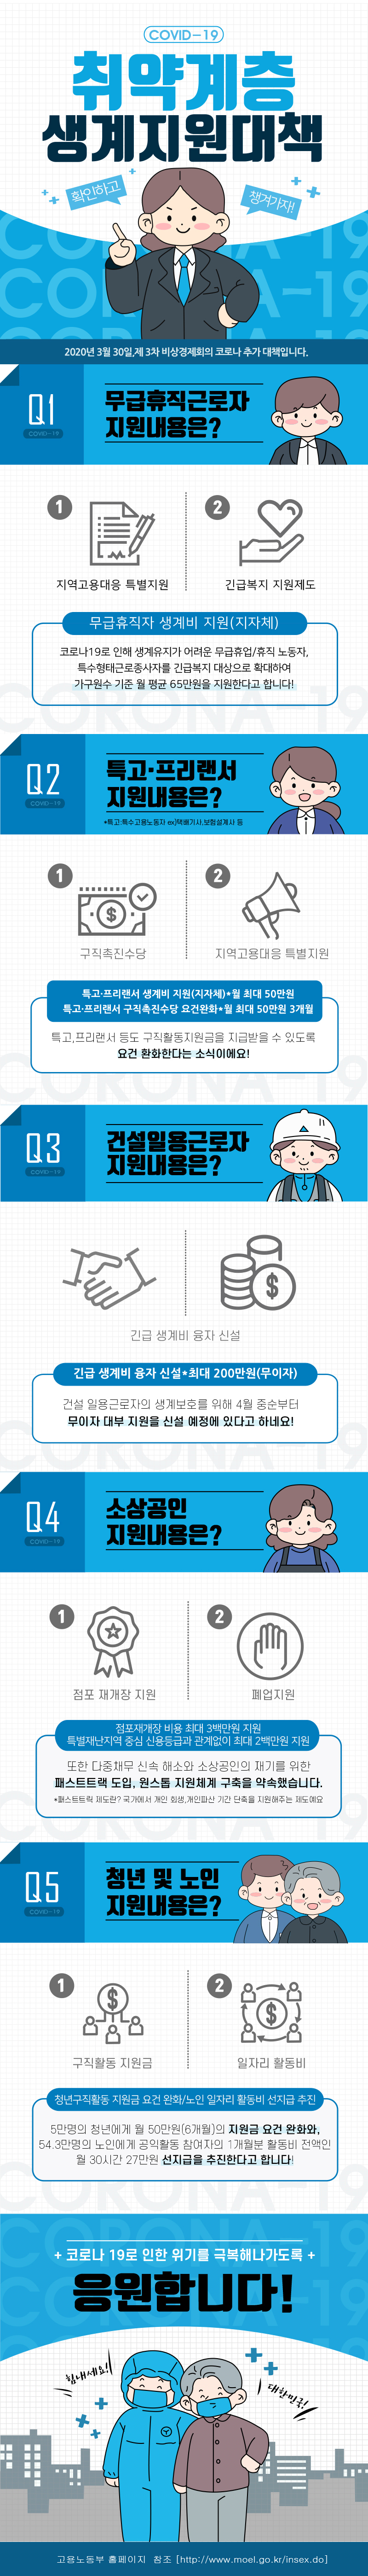 COVID-19
취약계층
생계지원대책
확인하고
챙겨가자!
2020년 3월 30일,제 3차 비상경제회의 코로나 추가 대책입니다.
Q1
COVID-19
무급휴직근로자
지원내용은?
1
2
지역고용대응 특별지원
긴급복지 지원제도
무급휴직자 생계비 지원(지자체)
코로나19로 인해 생계유지가 어려운 무급휴업/휴직 노동자,
특수형태근로종사자를 긴급복지 대상으로 확대하여
가구원수 기준 월 평균 65만원을 지원한다고 합니다!
CORONA-19
Q2
COVID-19
특고·프리랜서
지원내용은?
*특고:특수고용노동자 ex)택배기사,보험설계사 등
1
2
구직촉진수당
지역고용대응 특별지원
특고·프리랜서 생계비 지원(지자체)*월 최대 50만원
특고·프리랜서 구직촉진수당 요건완화*월 최대 50만원 3개월
특고,프리랜서 등도 구직활동지원금을 지급받을 수 있도록
요건 환화한다는 소식이에요!
CORONA-19
Q3
COVID-19
건설일용근로자
지원내용은?
긴급 생계비 융자 신설
긴급 생계비 융자 신설*최대 200만원(무이자)
건설 일용근로자의 생계보호를 위해 4월 중순부터
무이자 대부 지원을 신설 예정에 있다고 하네요!
CORONA-19
Q4
COVID-19
소상공인
지원내용은?
1
2
점포 재개장 지원
폐업지원
점포재개장 비용 최대 3백만원 지원
특별재난지역 중심 신용등급과 관계없이 최대 2백만원 지원
또한 다중채무 신속 해소와 소상공인의 재기를 위한
패스트트랙 도입, 원스톱 지원체계 구축을 약속했습니다.
*패스트트릭 제도란? 국가에서 개인 회생,개인파산 기간 단축을 지원해주는 제도예요
CORONA-19
Q5
COVID-19
청년 및 노인
지원내용은?
1
2
구직활동 지원금
일자리 활동비
청년구직활동 지원금 요건 완화/노인 일자리 활동비 선지급 추진
5만명의 청년에게 월 50만원(6개월)의 지원금 요건 완화와,
54.3만명의 노인에게 공익활동 참여자의 1개월분 활동비 전액인
월 30시간 27만원 선지급을 추진한다고 합니다!
CORONA-19
+ 코로나 19로 인한 위기를 극복해나가도록 +
응원합니다!
힘내세요!
대한민국!
고용노동부 홈페이지 참조 [http://www.moel.go.kr/insex.do]